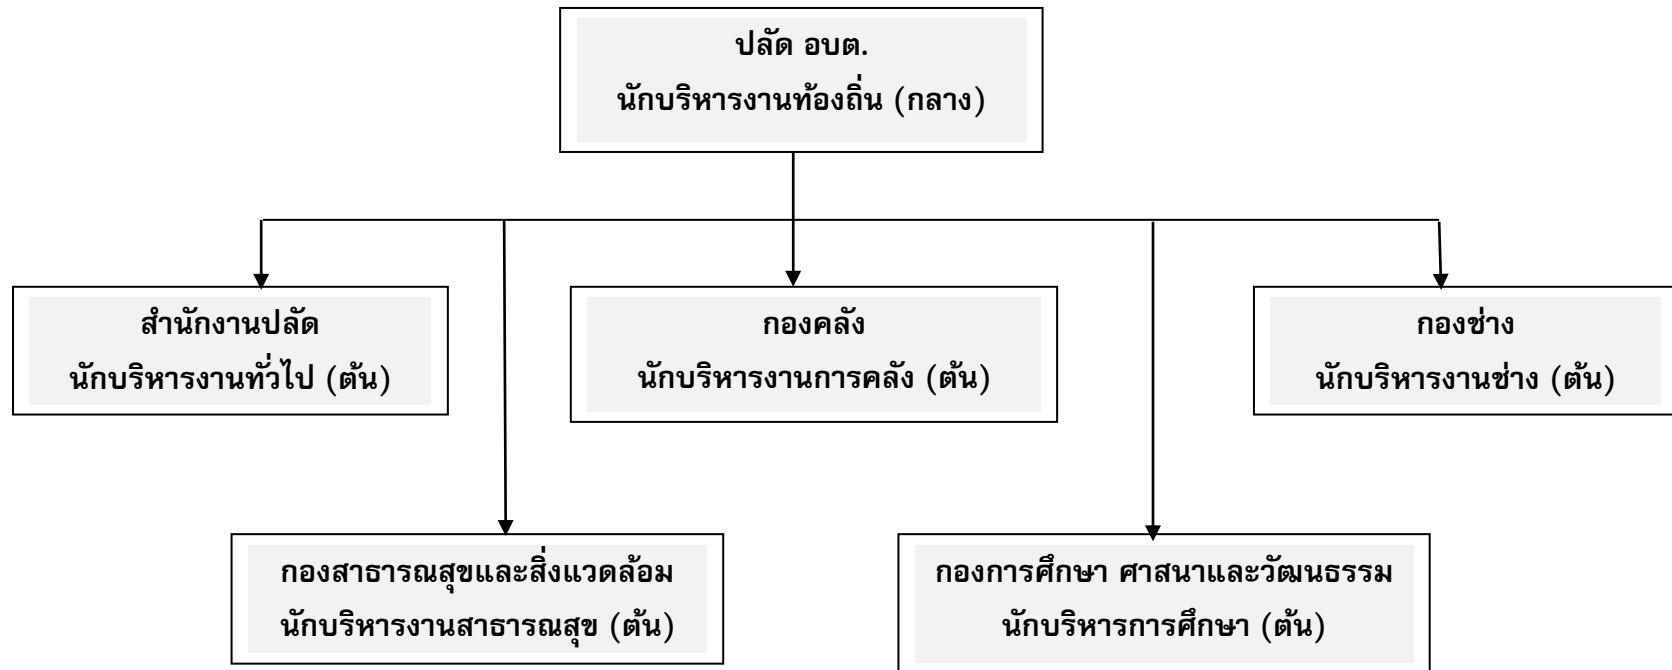 ปลัด อบต.
นักบริหารงานท้องถิ่น (กลาง)
สำนักงานปลัด
นักบริหารงานทั่วไป (ต้น)
กองคลัง
นักบริหารงานการคลัง (ต้น)
กองช่าง
นักบริหารงานช่าง (ต้น)
กองสาธารณสุขและสิ่งแวดล้อม
นักบริหารงานสาธารณสุข (ต้น)
กองการศึกษา ศาสนาและวัฒนธรรม
นักบริหารการศึกษา (ต้น)